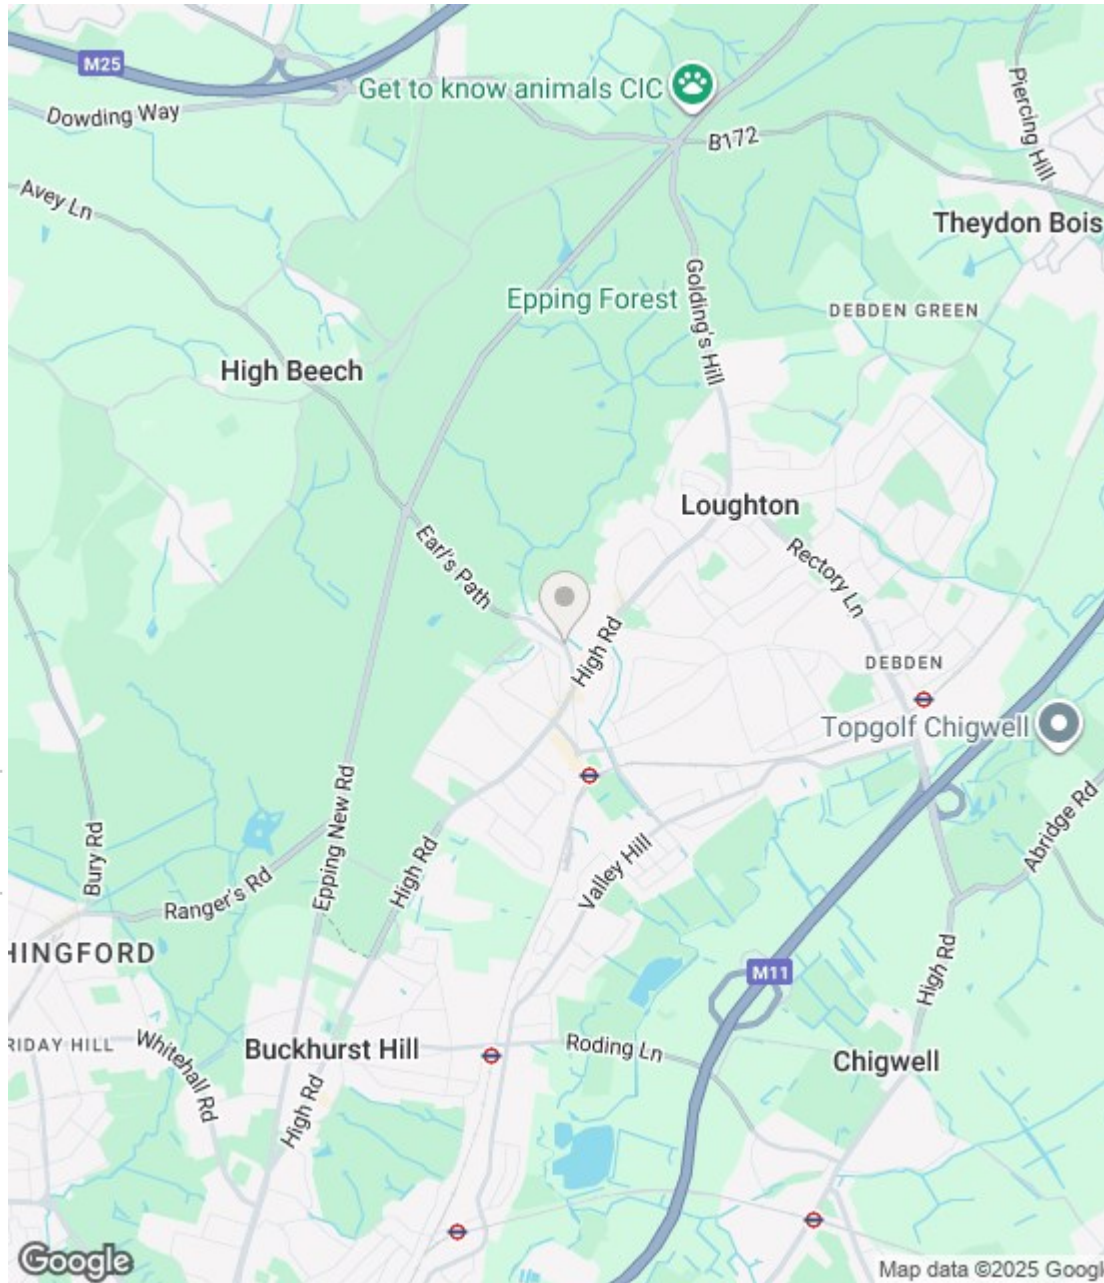 M25
Get to know animals CIC
Dowding Way
B172
Piercing Hill
Avey Ln
Theydon Bois
Epping Forest
Golding's Hill
DEBDEN GREEN
High Beech
Loughton
Earl's Path
Rectory Ln
High Rd
DEBDEN
Topgolf Chigwell
Epping New Rd
Abridge Rd
Bury Rd
High Rd
Valley Hill
Ranger's Rd
HINGFORD
High Rd
M11
RIDAY HILL
Whitehall Rd
Buckhurst Hill
Roding Ln
Chigwell
High Rd
Google
Map data ©2025 Googl